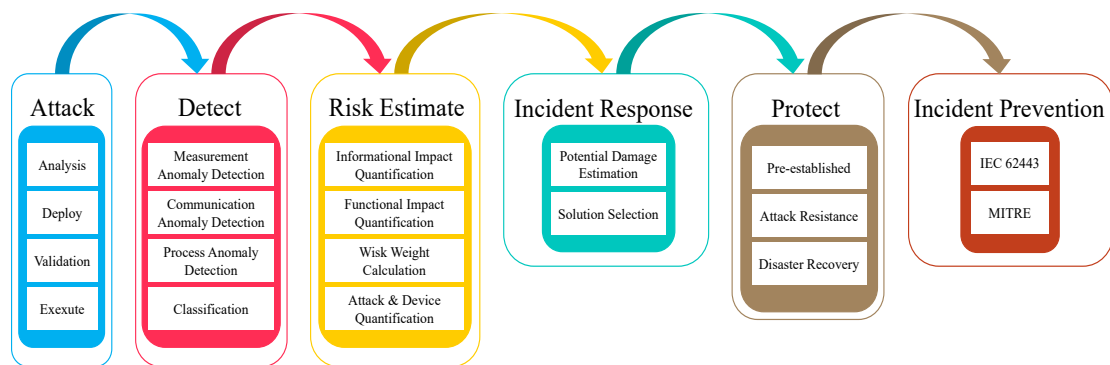 Attack
Analysis
Deploy
Validation
Exexute
Detect
Measurement
Anomaly Detection
Communication
Anomaly Detection
Process Anomaly
Detection
Classification
Risk Estimate
Informational Impact
Quantification
Functional Impact
Quantification
Wisk Weight
Calculation
Attack & Device
Quantification
Incident Response
Potential Damage
Estimation
Solution Selection
Protect
Pre-established
Attack Resistance
Disaster Recovery
Incident Prevention
IEC 62443
MITRE